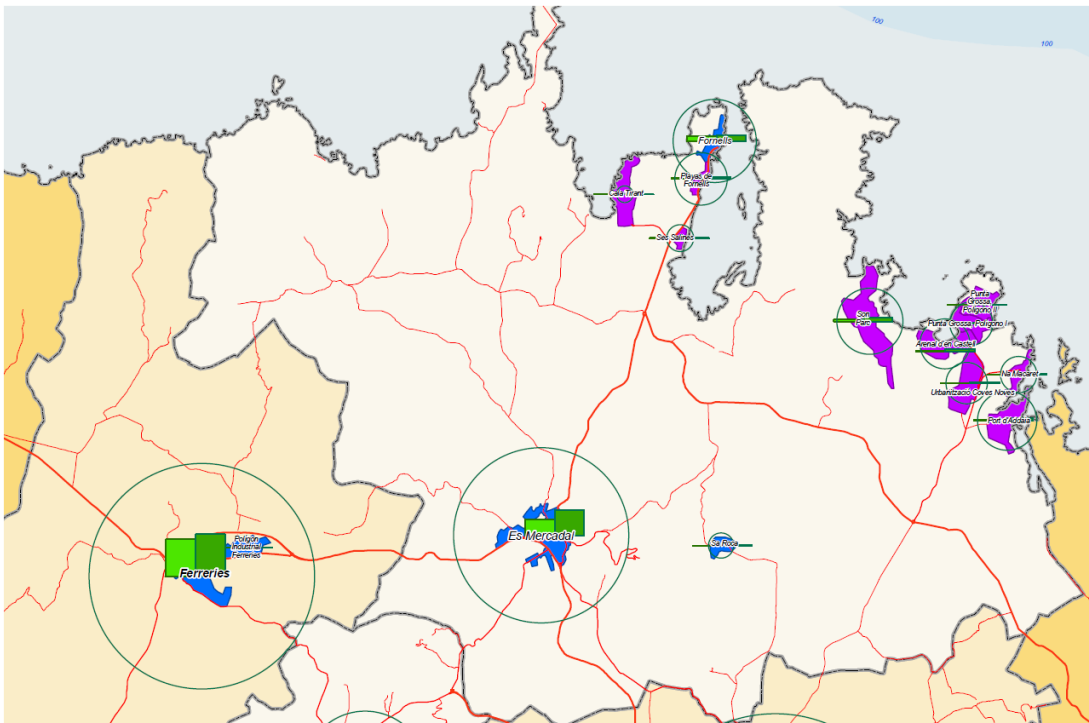 100
100
Fornells
Playas de
Fornells
Cala Tirant
Ses Salines
Punta
Grossa,
Polígono II
Son
Parc
Punta Grossa, Polígono I
Arenal d'en Castell
Na Macaret
Urbanització Coves Noves
Port d'Addaia
Es Mercadal
Sa Roca
Polígon
Industrial
Ferreries
Ferreries